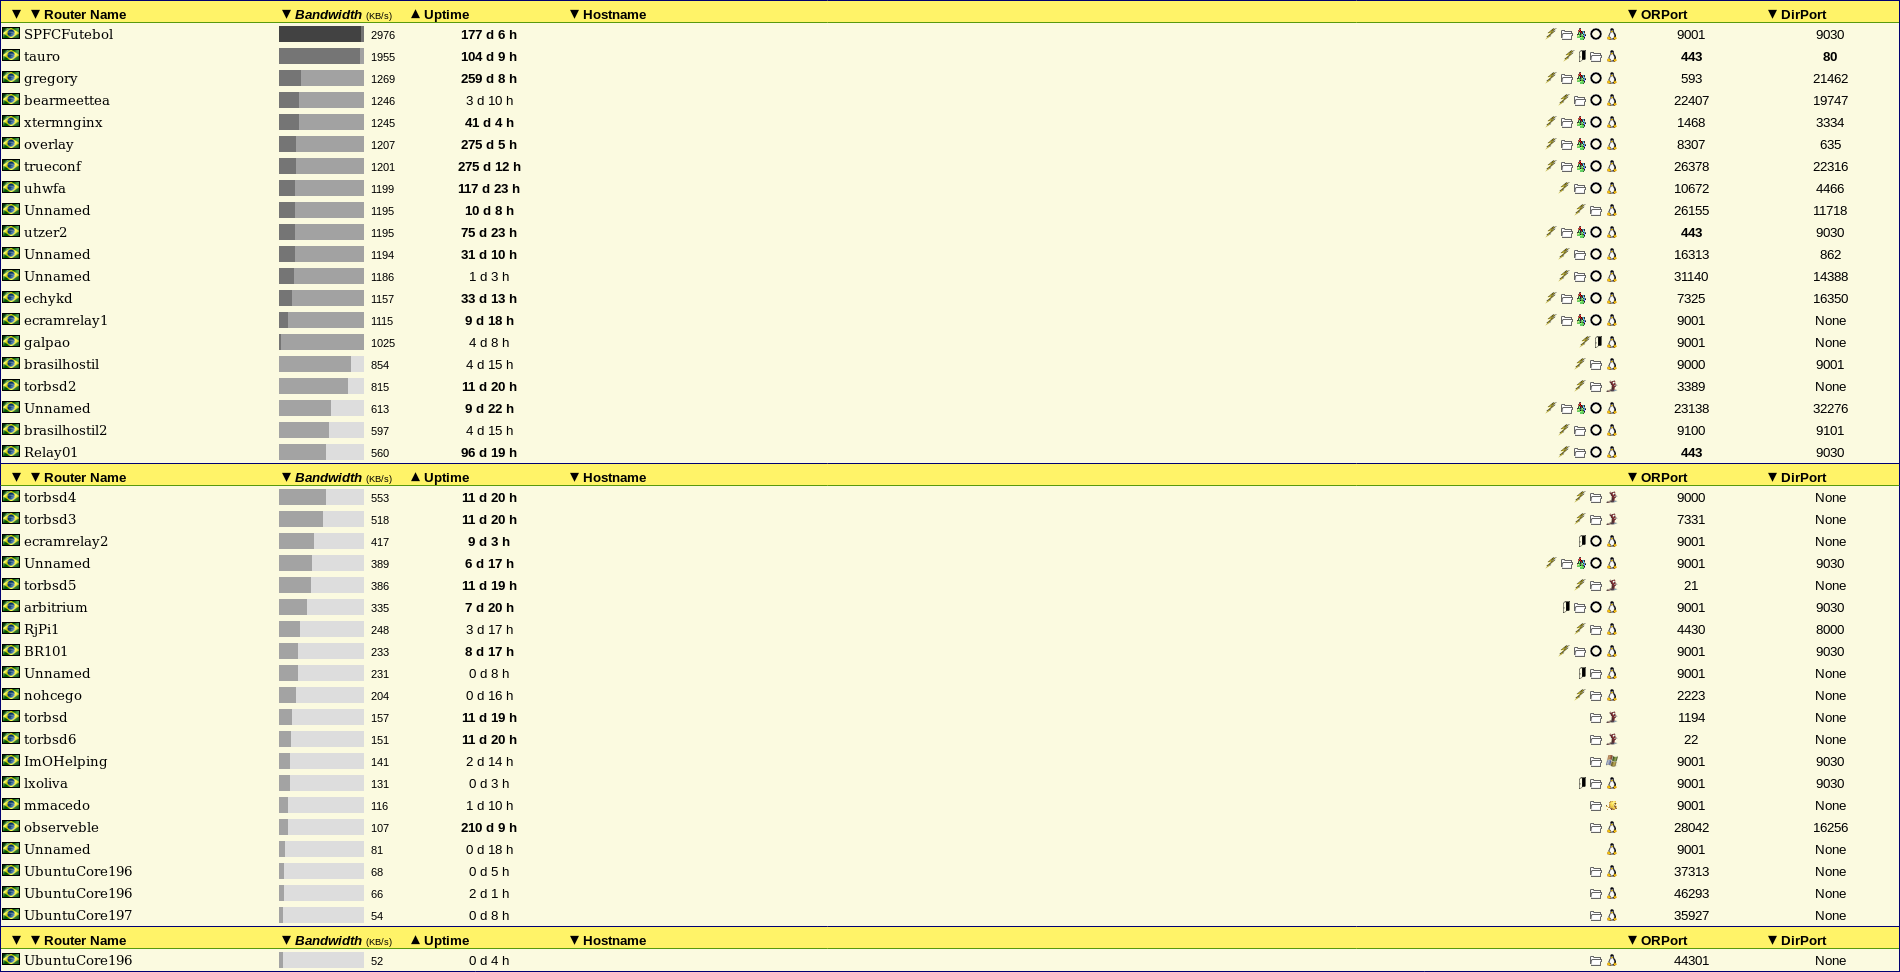 ▼ ▼ Router Name ▼ Bandwidth (KB/s) ▲ Uptime ▼ Hostname ▼ ORPort ▼ DirPort
SPFCFutebol 2976 177 d 6 h 9001 9030
tauro 1955 104 d 9 h 443 80
gregory 1269 259 d 8 h 593 21462
bearmeettea 1246 3 d 10 h 22407 19747
xtermnginx 1245 41 d 4 h 1468 3334
overlay 1207 275 d 5 h 8307 635
trueconf 1201 275 d 12 h 26378 22316
uhwfa 1199 117 d 23 h 10672 4466
Unnamed 1195 10 d 8 h 26155 11718
utzer2 1195 75 d 23 h 443 9030
Unnamed 1194 31 d 10 h 16313 862
Unnamed 1186 1 d 3 h 31140 14388
echykd 1157 33 d 13 h 7325 16350
ecramrelay1 1115 9 d 18 h 9001 None
galpao 1025 4 d 8 h 9001 None
brasilhostil 854 4 d 15 h 9000 9001
torbsd2 815 11 d 20 h 3389 None
Unnamed 613 9 d 22 h 23138 32276
brasilhostil2 597 4 d 15 h 9100 9101
Relay01 560 96 d 19 h 443 9030
▼ ▼ Router Name ▼ Bandwidth (KB/s) ▲ Uptime ▼ Hostname ▼ ORPort ▼ DirPort
torbsd4 553 11 d 20 h 9000 None
torbsd3 518 11 d 20 h 7331 None
ecramrelay2 417 9 d 3 h 9001 None
Unnamed 389 6 d 17 h 9001 9030
torbsd5 386 11 d 19 h 21 None
arbitrium 335 7 d 20 h 9001 9030
RjPi1 248 3 d 17 h 4430 8000
BR101 233 8 d 17 h 9001 9030
Unnamed 231 0 d 8 h 9001 None
nohcego 204 0 d 16 h 2223 None
torbsd 157 11 d 19 h 1194 None
torbsd6 151 11 d 20 h 22 None
ImOHelping 141 2 d 14 h 9001 9030
lxoliva 131 0 d 3 h 9001 9030
mmacedo 116 1 d 10 h 9001 None
observeble 107 210 d 9 h 28042 16256
Unnamed 81 0 d 18 h 9001 None
UbuntuCore196 68 0 d 5 h 37313 None
UbuntuCore196 66 2 d 1 h 46293 None
UbuntuCore197 54 0 d 8 h 35927 None
▼ ▼ Router Name ▼ Bandwidth (KB/s) ▲ Uptime ▼ Hostname ▼ ORPort ▼ DirPort
UbuntuCore196 52 0 d 4 h 44301 None